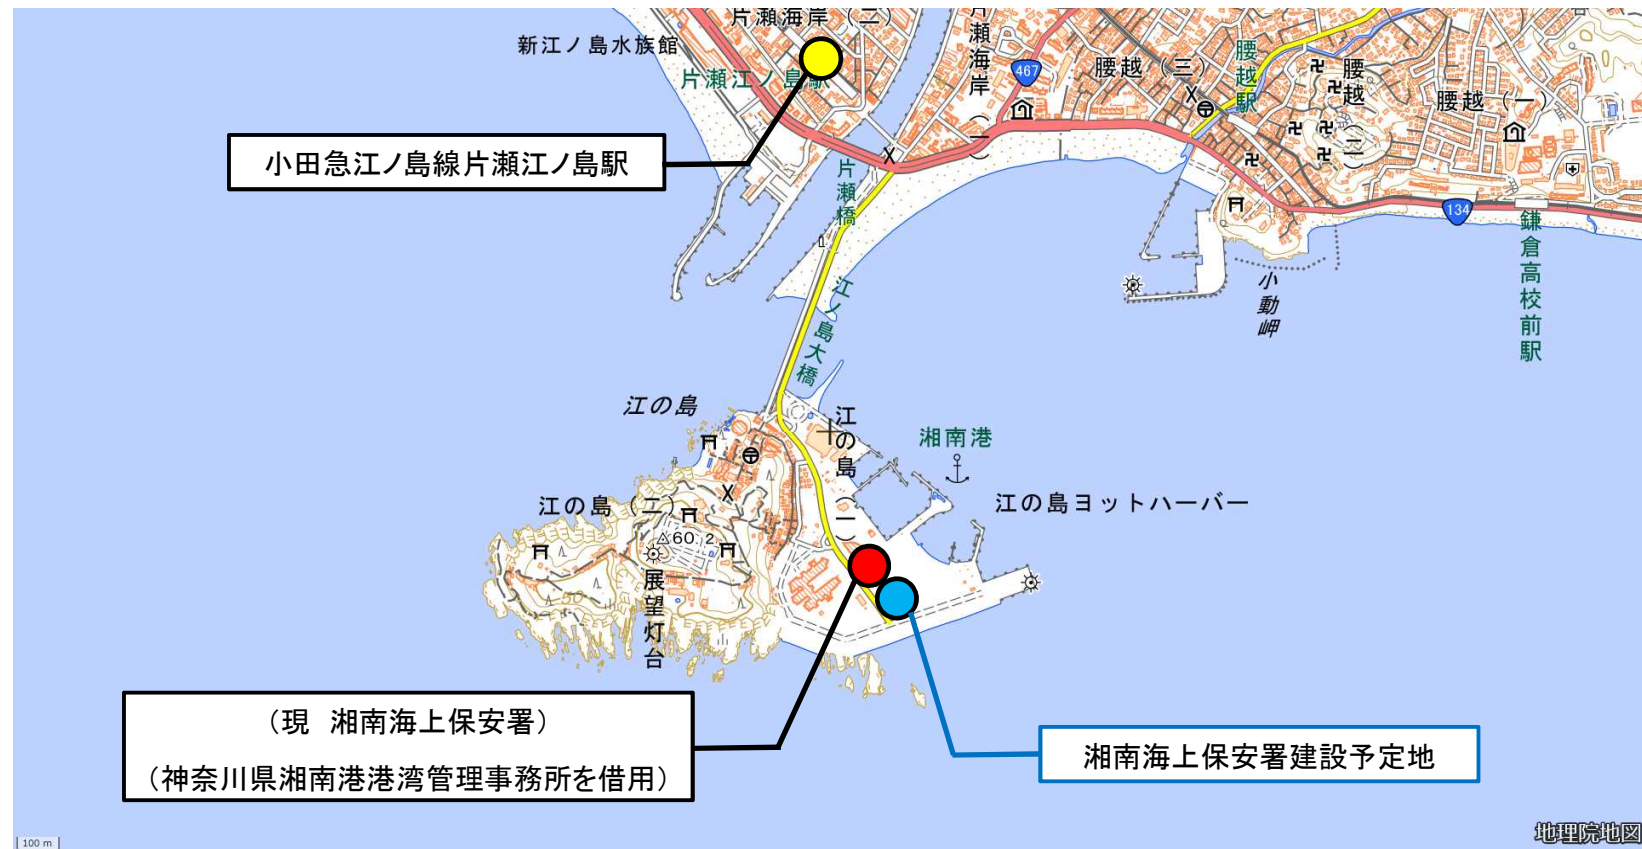 片瀬海岸(二)
新江ノ島水族館
片瀬江ノ島駅
片瀬海岸(一)
467
腰越(三)
腰越駅
腰越(二)
腰越(一)
小田急江ノ島線片瀬江ノ島駅
片瀬橋
134
鎌倉高校前駅
小動岬
江ノ島大橋
江の島
江の島(一)
湘南港
江の島ヨットハーバー
江の島(二)
60.2
50
展望灯台
(現 湘南海上保安署)
(神奈川県湘南港港湾管理事務所を借用)
湘南海上保安署建設予定地
100 m
地理院地図